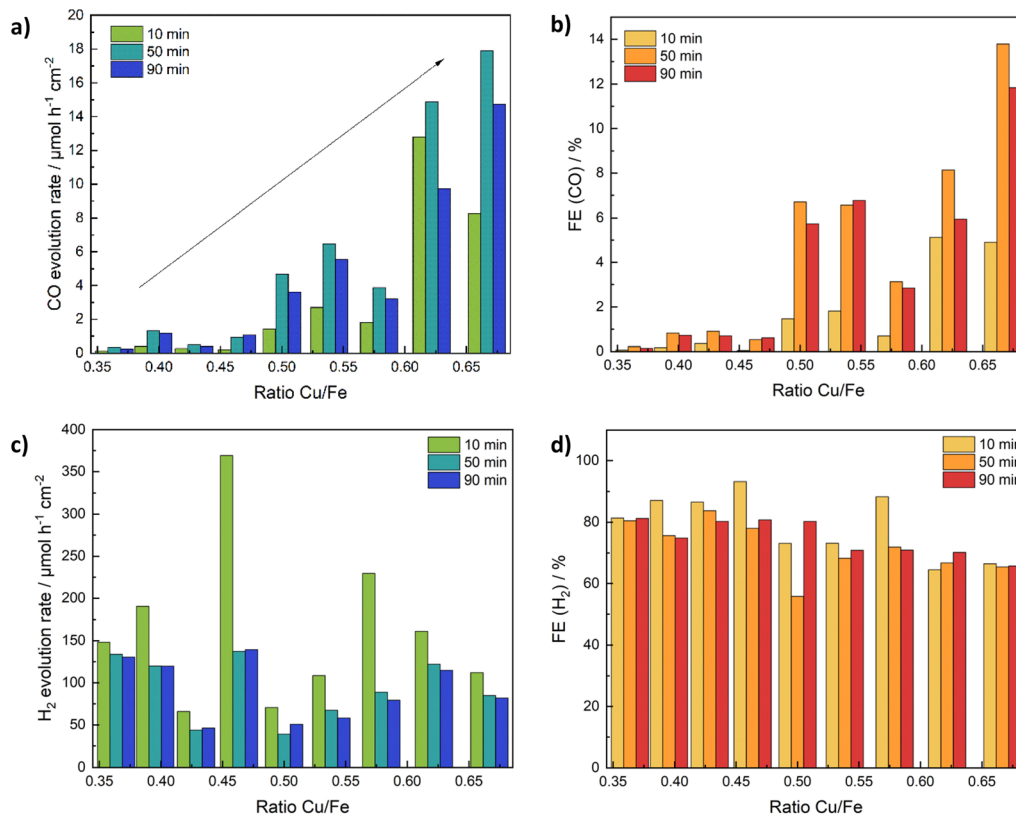 a)
CO evolution rate / µmol h⁻¹ cm⁻²
20
18
16
14
12
10
8
6
4
2
0
10 min
50 min
90 min
0.35 0.40 0.45 0.50 0.55 0.60 0.65
Ratio Cu/Fe
b)
FE (CO) / %
14
12
10
8
6
4
2
0
10 min
50 min
90 min
0.35 0.40 0.45 0.50 0.55 0.60 0.65
Ratio Cu/Fe
c)
H₂ evolution rate / µmol h⁻¹ cm⁻²
400
350
300
250
200
150
100
50
0
10 min
50 min
90 min
0.35 0.40 0.45 0.50 0.55 0.60 0.65
Ratio Cu/Fe
d)
FE (H₂) / %
100
80
60
40
20
0
10 min
50 min
90 min
0.35 0.40 0.45 0.50 0.55 0.60 0.65
Ratio Cu/Fe